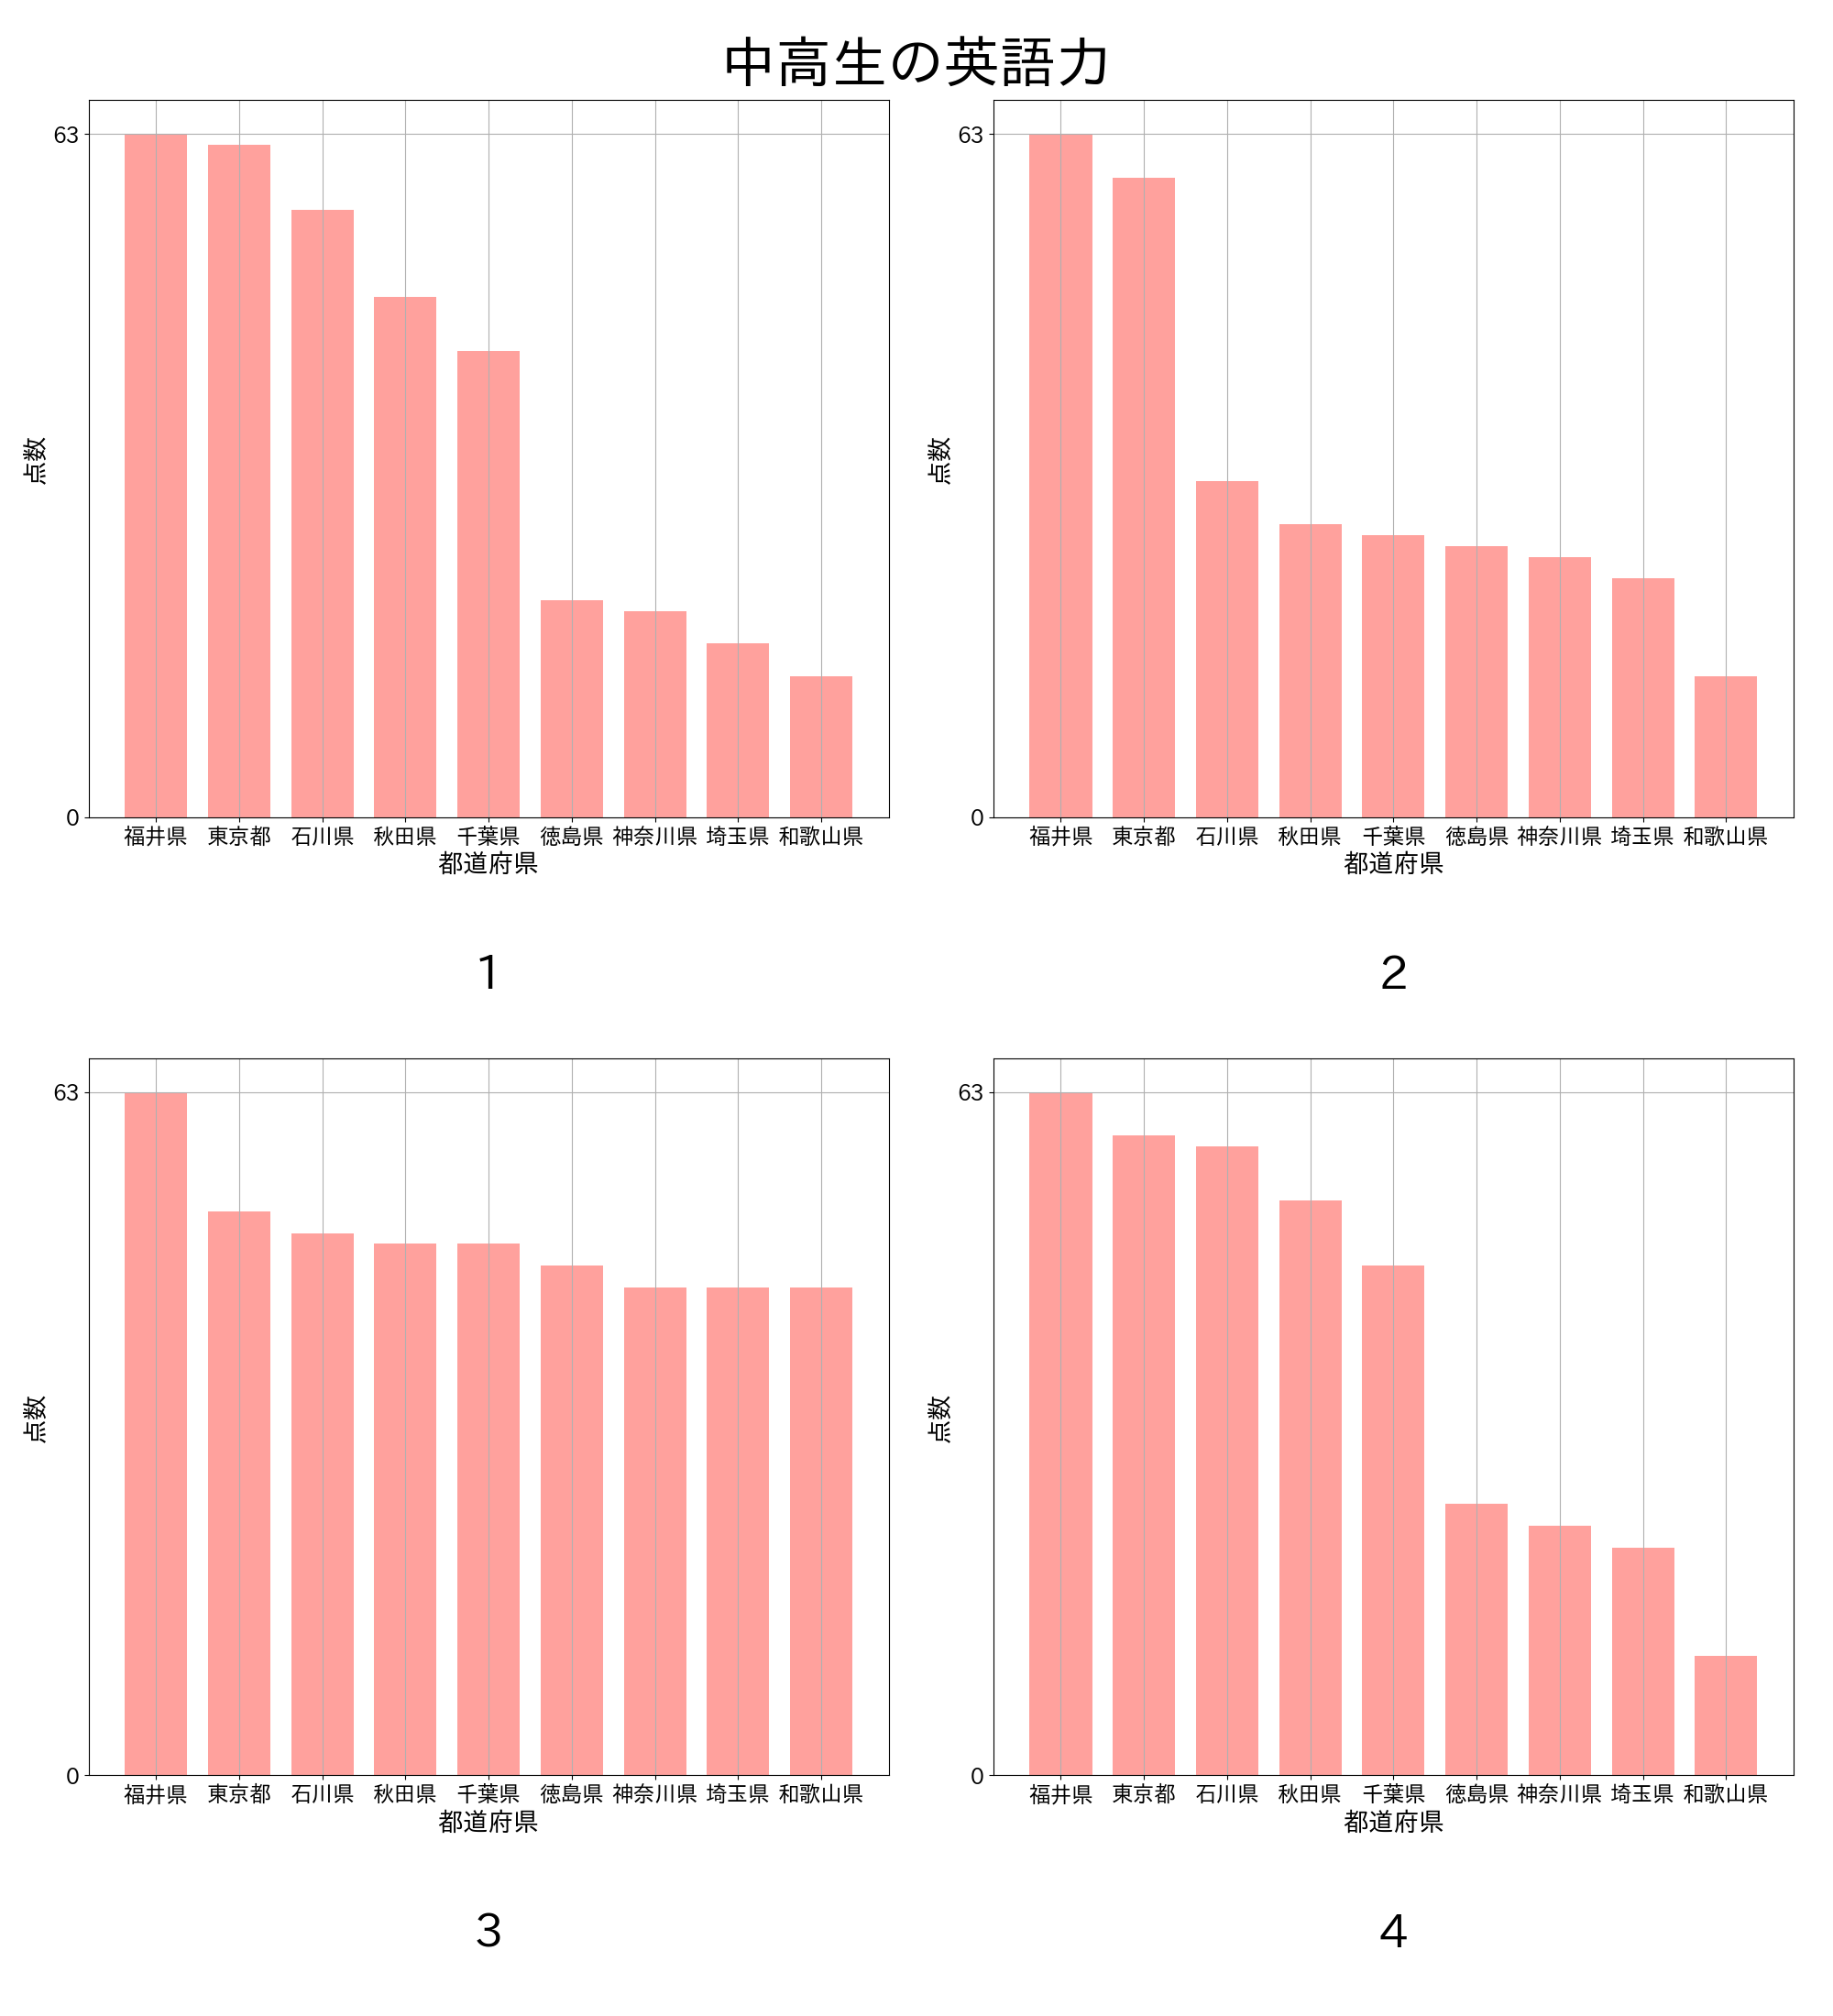 中高生の英語力
63
0
点数
福井県 東京都 石川県 秋田県 千葉県 徳島県 神奈川県 埼玉県 和歌山県
都道府県
1
63
0
点数
福井県 東京都 石川県 秋田県 千葉県 徳島県 神奈川県 埼玉県 和歌山県
都道府県
2
63
0
点数
福井県 東京都 石川県 秋田県 千葉県 徳島県 神奈川県 埼玉県 和歌山県
都道府県
3
63
0
点数
福井県 東京都 石川県 秋田県 千葉県 徳島県 神奈川県 埼玉県 和歌山県
都道府県
4